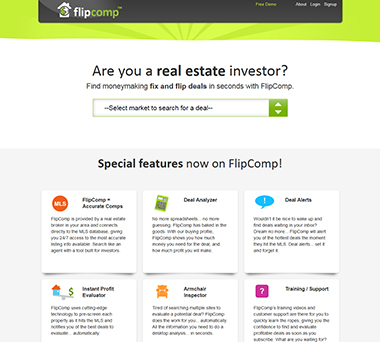 flipcomp™
Free Demo About Login Signup
Are you a real estate investor?
Find moneymaking fix and flip deals in seconds with FlipComp.
--Select market to search for a deal--
Special features now on FlipComp!
MLS
FlipComp =
Accurate Comps
FlipComp is provided by a real estate
broker in your area and connects
directly to the MLS database, giving
you 24/7 access to the most accurate
listing info available. Search like an
agent with a tool built for investors.
Deal Analyzer
No more spreadsheets... no more
guessing. FlipComp has baked in the
goods. With our buying profile,
FlipComp shows you how much
money you need for the deal, and
how much profit you will make.
Deal Alerts
Wouldn't it be nice to wake up and
find deals waiting in your inbox?
Dream no more... FlipComp will alert
you of the hottest deals the moment
they hit the MLS. Deal alerts... set it
and forget it.
Instant Profit
Evaluator
FlipComp uses cutting-edge
technology to pre-screen each
property as it hits the MLS and
notifies you of the best deals to
evaluate... automatically.
Armchair
Inspector
Tired of searching multiple sites to
evaluate a potential deal? FlipComp
does the work for you... automatically.
All the information you need to do a
desktop analysis... in seconds.
Training / Support
FlipComp's training videos and
customer support are there for you to
quickly learn the ropes, giving you the
confidence to find and evaluate
profitable deals as soon as you
subscribe. What are you waiting for?